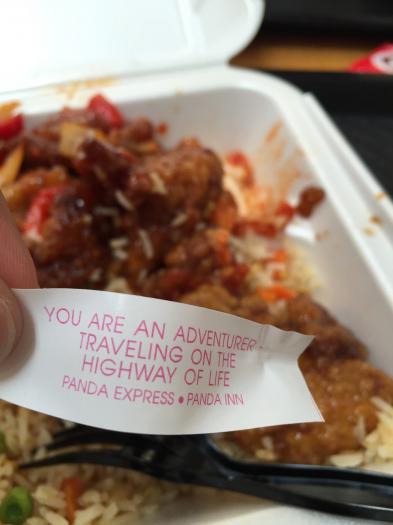 YOU ARE AN ADVENTURER
TRAVELING ON THE
HIGHWAY OF LIFE
PANDA EXPRESS • PANDA INN